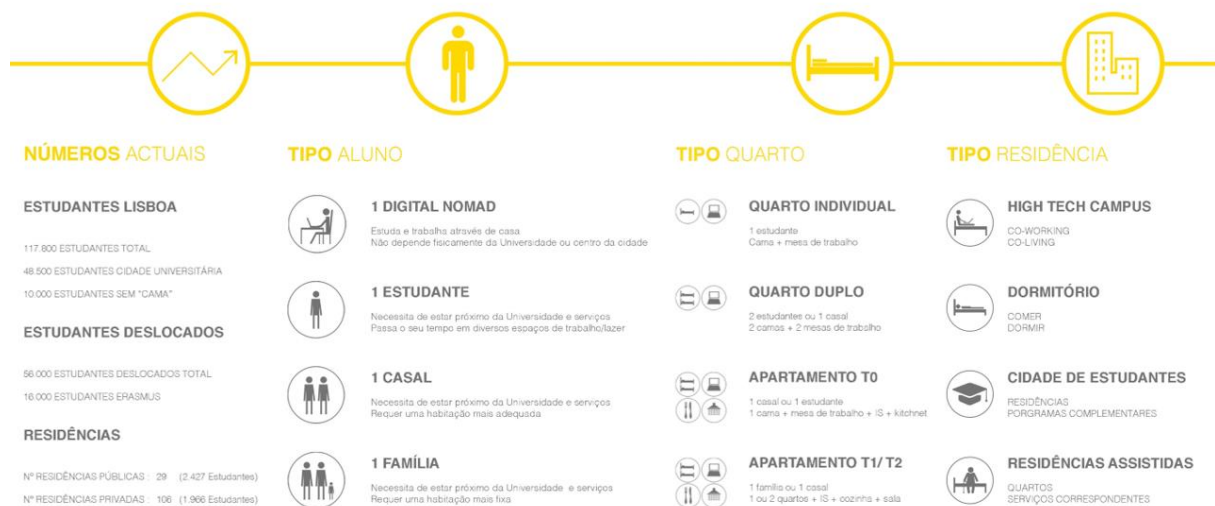 NÚMEROS ACTUAIS
ESTUDANTES LISBOA
117.800 ESTUDANTES TOTAL
48.500 ESTUDANTES CIDADE UNIVERSITÁRIA
10.000 ESTUDANTES SEM "CAMA"
ESTUDANTES DESLOCADOS
56.000 ESTUDANTES DESLOCADOS TOTAL
16.000 ESTUDANTES ERASMUS
RESIDÊNCIAS
Nº RESIDÊNCIAS PÚBLICAS : 29 (2.427 Estudantes)
Nº RESIDÊNCIAS PRIVADAS : 106 (1.966 Estudantes)
TIPO ALUNO
1 DIGITAL NOMAD
Estuda e trabalha através de casa
Não depende fisicamente da Universidade ou centro da cidade
1 ESTUDANTE
Necessita de estar próximo da Universidade e serviços
Passa o seu tempo em diversos espaços de trabalho/lazer
1 CASAL
Necessita de estar próximo da Universidade e serviços
Requer uma habitação mais adequada
1 FAMÍLIA
Necessita de estar próximo da Universidade e serviços
Requer uma habitação mais fixa
TIPO QUARTO
QUARTO INDIVIDUAL
1 estudante
Cama + mesa de trabalho
QUARTO DUPLO
2 estudantes ou 1 casal
2 camas + 2 mesas de trabalho
APARTAMENTO T0
1 casal ou 1 estudante
1 cama + mesa de trabalho + IS + kitchnet
APARTAMENTO T1/ T2
1 família ou 1 casal
1 ou 2 quartos + IS + cozinha + sala
TIPO RESIDÊNCIA
HIGH TECH CAMPUS
CO-WORKING
CO-LIVING
DORMITÓRIO
COMER
DORMIR
CIDADE DE ESTUDANTES
RESIDÊNCIAS
PORGRAMAS COMPLEMENTARES
RESIDÊNCIAS ASSISTIDAS
QUARTOS
SERVIÇOS CORRESPONDENTES